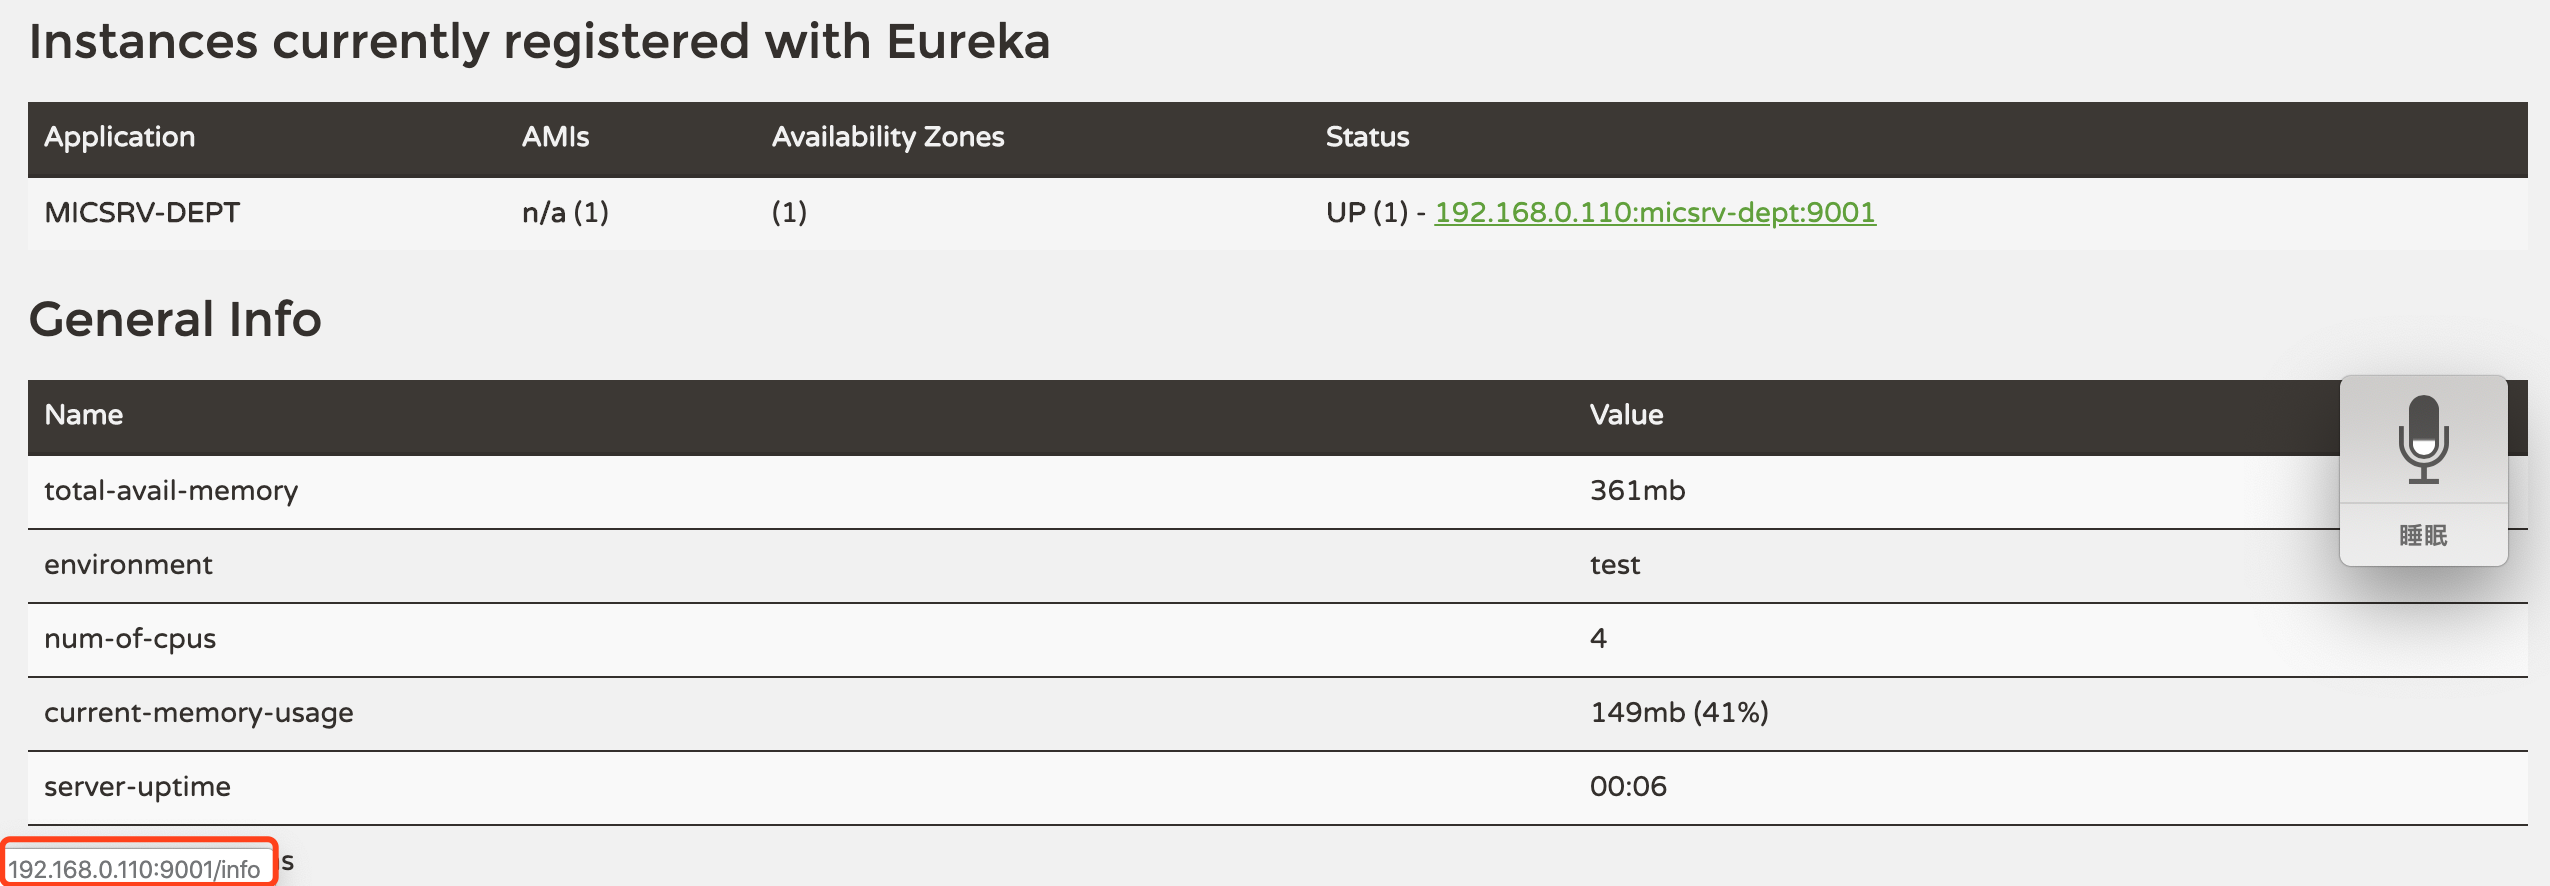 Instances currently registered with Eureka
Application AMIs Availability Zones Status
MICSRV-DEPT n/a (1) (1) UP (1) - 192.168.0.110:micsrv-dept:9001
General Info
Name Value
total-avail-memory 361mb
environment test
num-of-cpus 4
current-memory-usage 149mb (41%)
server-uptime 00:06
192.168.0.110:9001/info s
睡眠